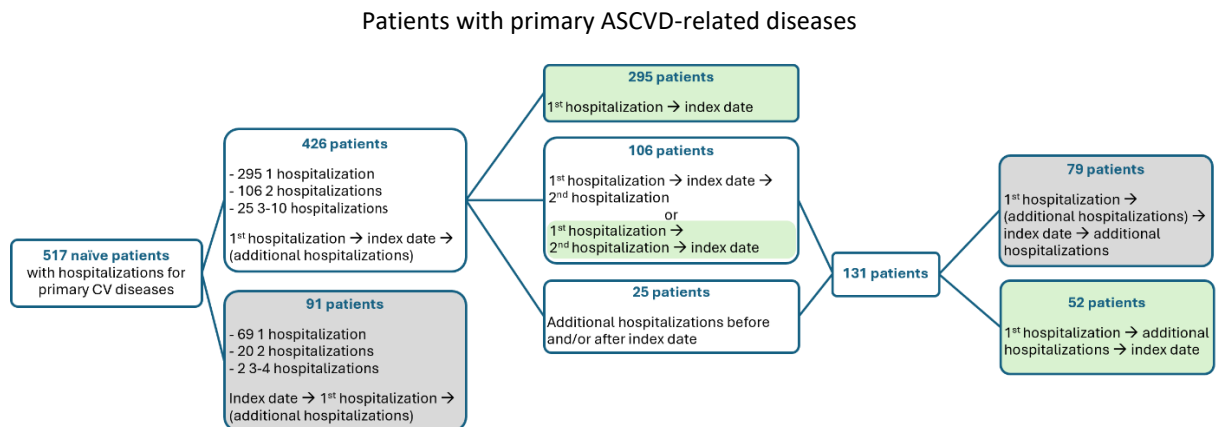 Patients with primary ASCVD-related diseases
517 naïve patients
with hospitalizations for
primary CV diseases
426 patients
- 295 1 hospitalization
- 106 2 hospitalizations
- 25 3-10 hospitalizations
1st hospitalization → index date →
(additional hospitalizations)
91 patients
- 69 1 hospitalization
- 20 2 hospitalizations
- 2 3-4 hospitalizations
Index date → 1st hospitalization →
(additional hospitalizations)
295 patients
1st hospitalization → index date
106 patients
1st hospitalization → index date →
2nd hospitalization
or
1st hospitalization →
2nd hospitalization → index date
25 patients
Additional hospitalizations before
and/or after index date
131 patients
79 patients
1st hospitalization →
(additional hospitalizations) →
index date → additional
hospitalizations
52 patients
1st hospitalization → additional
hospitalizations → index date